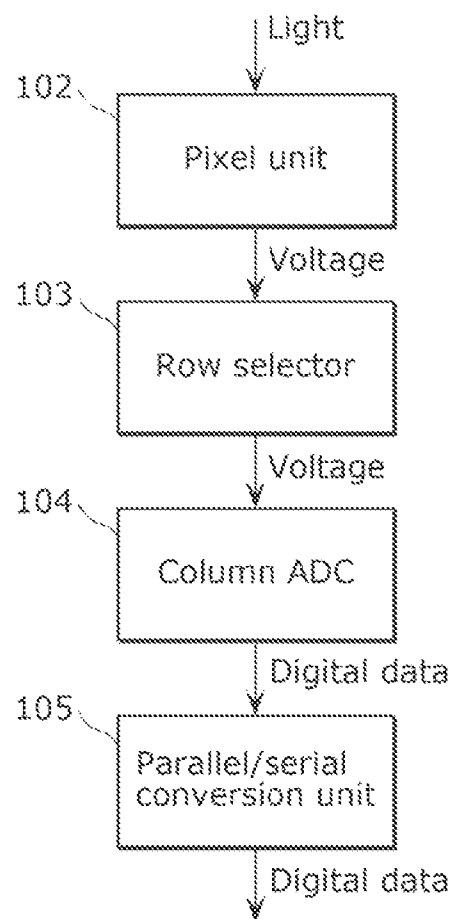 Light
102
Pixel unit
Voltage
103
Row selector
Voltage
104
Column ADC
Digital data
105
Parallel/serial
conversion unit
Digital data